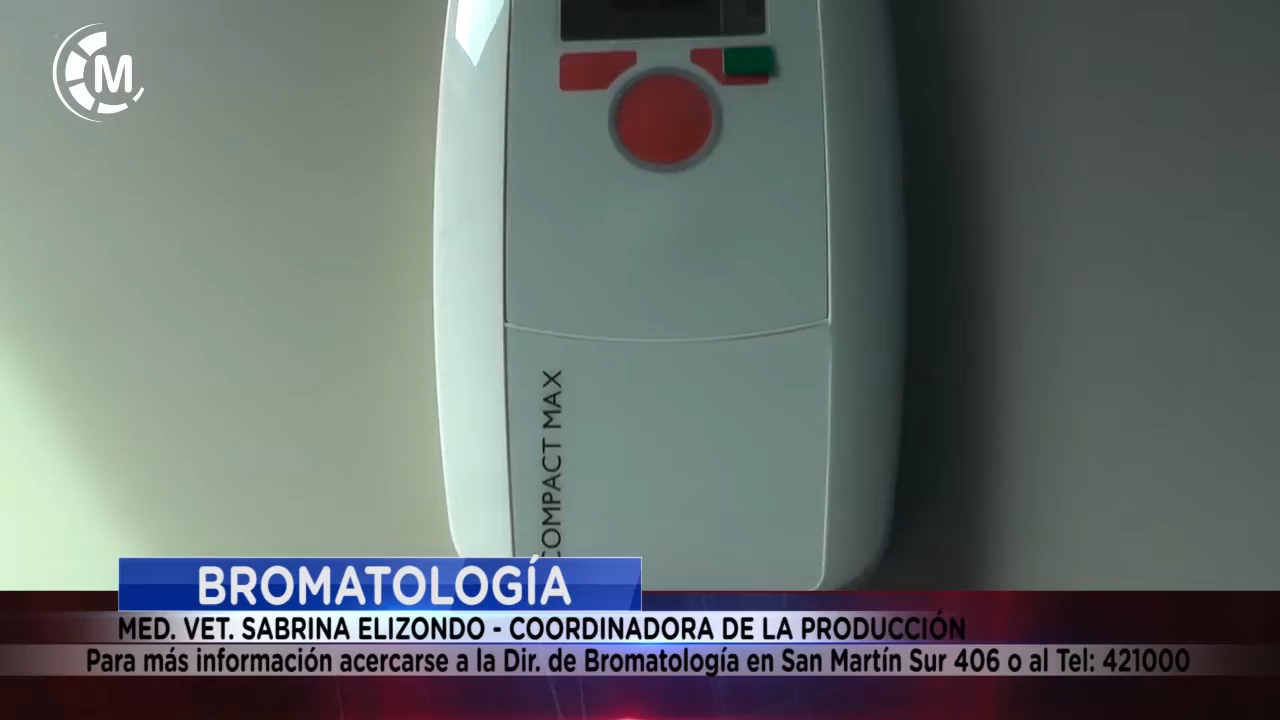 M
COMPACT MAX
BROMATOLOGÍA
MED. VET. SABRINA ELIZONDO - COORDINADORA DE LA PRODUCCIÓN
Para más información acercarse a la Dir. de Bromatología en San Martín Sur 406 o al Tel: 421000